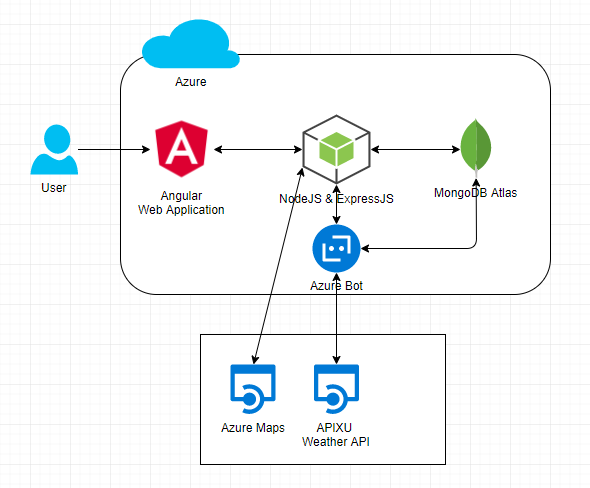 Azure
User
Angular
Web Application
NodeJS & ExpressJS
MongoDB Atlas
Azure Bot
Azure Maps
APIXU
Weather API